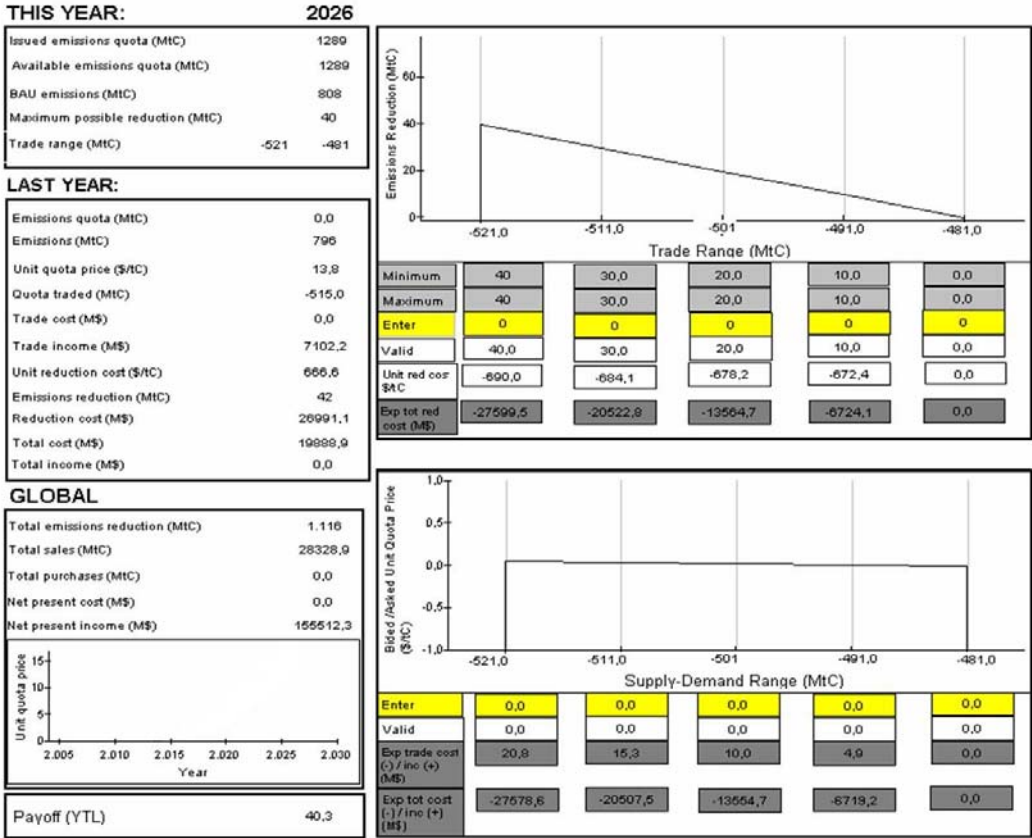 THIS YEAR: 2026
Issued emissions quota (MtC) 1289
Available emissions quota (MtC) 1289
BAU emissions (MtC) 808
Maximum possible reduction (MtC) 40
Trade range (MtC) -521 -481
LAST YEAR:
Emissions quota (MtC) 0,0
Emissions (MtC) 796
Unit quota price ($/tC) 13,8
Quota traded (MtC) -515,0
Trade cost (M$) 0,0
Trade income (M$) 7102,2
Unit reduction cost ($/tC) 666,6
Emissions reduction (MtC) 42
Reduction cost (M$) 26991,1
Total cost (M$) 19888,9
Total income (M$) 0,0
GLOBAL
Total emissions reduction (MtC) 1.116
Total sales (MtC) 28328,9
Total purchases (MtC) 0,0
Net present cost (M$) 0,0
Net present income (M$) 155512,3
Unit quota price
15
10
5
0
2.005 2.010 2.015 2.020 2.025 2.030
Year
Payoff (YTL) 40,3
Emissions Reduction (MtC)
60
40
20
0
-521,0 -511,0 -501 -491,0 -481,0
Trade Range (MtC)
Minimum 40 30,0 20,0 10,0 0,0
Maximum 40 30,0 20,0 10,0 0,0
Enter 0 0 0 0 0
Valid 40,0 30,0 20,0 10,0 0,0
Unit red cos -690,0 -684,1 -678,2 -672,4 0,0
$/tC
Exp tot red -27599,5 -20522,8 -13564,7 -6724,1 0,0
cost (M$)
Bided /Asked Unit Quota Price
($/tC)
1,0
0,5
0,0
-0,5
-1,0
-521,0 -511,0 -501 -491,0 -481,0
Supply-Demand Range (MtC)
Enter 0,0 0,0 0,0 0,0 0,0
Valid 0,0 0,0 0,0 0,0 0,0
Exp trade cost 20,8 15,3 10,0 4,9 0,0
(-) / inc (+)
(M$)
Exp tot cost -27578,6 -20507,5 -13554,7 -6719,2 0,0
(-) / inc (+)
(M$)